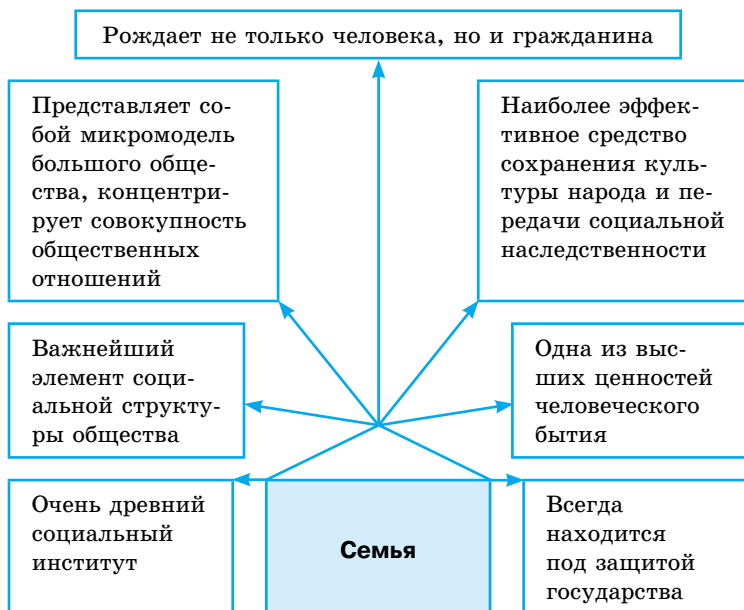 Рождает не только человека, но и гражданина
Представляет со-
бой микромодель
большого обще-
ства, концентри-
рует совокупность
общественных
отношений
Наиболее эффек-
тивное средство
сохранения куль-
туры народа и пе-
редачи социальной
наследственности
Важнейший
элемент соци-
альной структу-
ры общества
Одна из выс-
ших ценностей
человеческого
бытия
Очень древний
социальный
институт
Семья
Всегда
находится
под защитой
государства